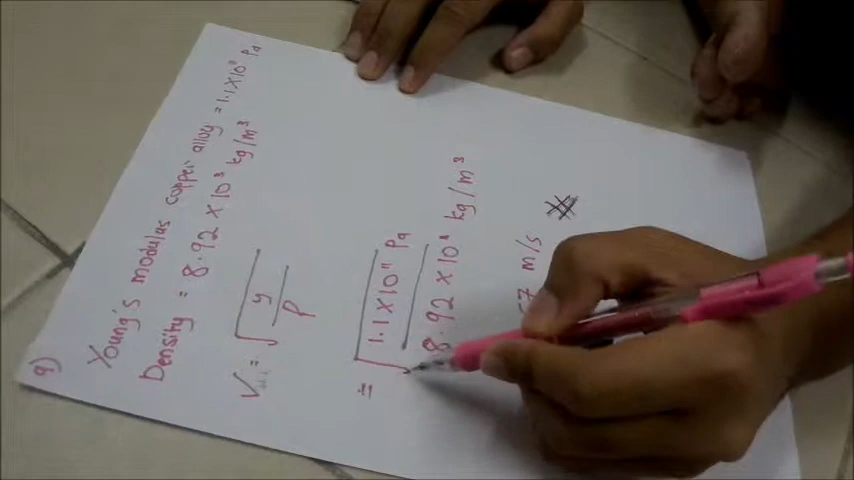 a)
Young's modulus copper alloy = 1.1 × 10¹¹ Pa
Density = 8.92 × 10³ kg/m³
V = √ Y
ρ
= √ 1.1 × 10¹¹ Pa
8.92 × 10³ kg/m³
m/s #